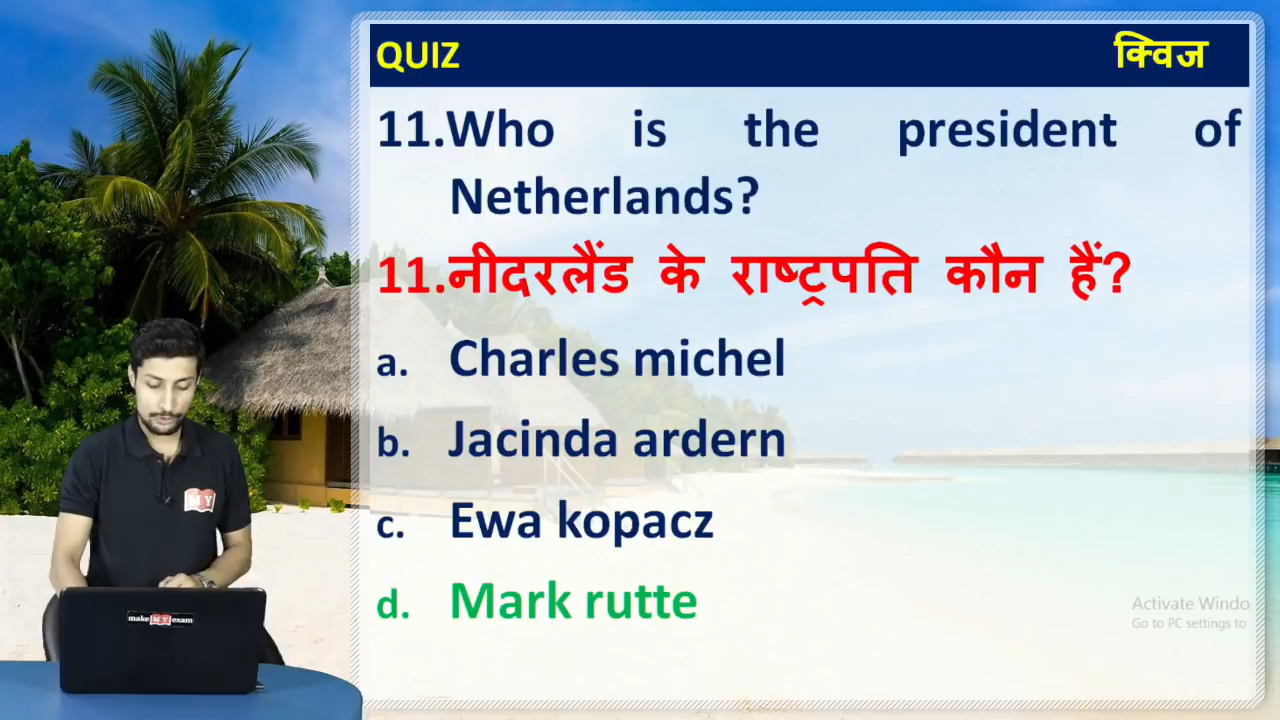 QUIZ क्विज
11.Who is the president of
Netherlands?
11.नीदरलैंड के राष्ट्रपति कौन हैं?
a. Charles michel
b. Jacinda ardern
c. Ewa kopacz
d. Mark rutte
MY
make MY exam
Activate Windo
Go to PC settings to